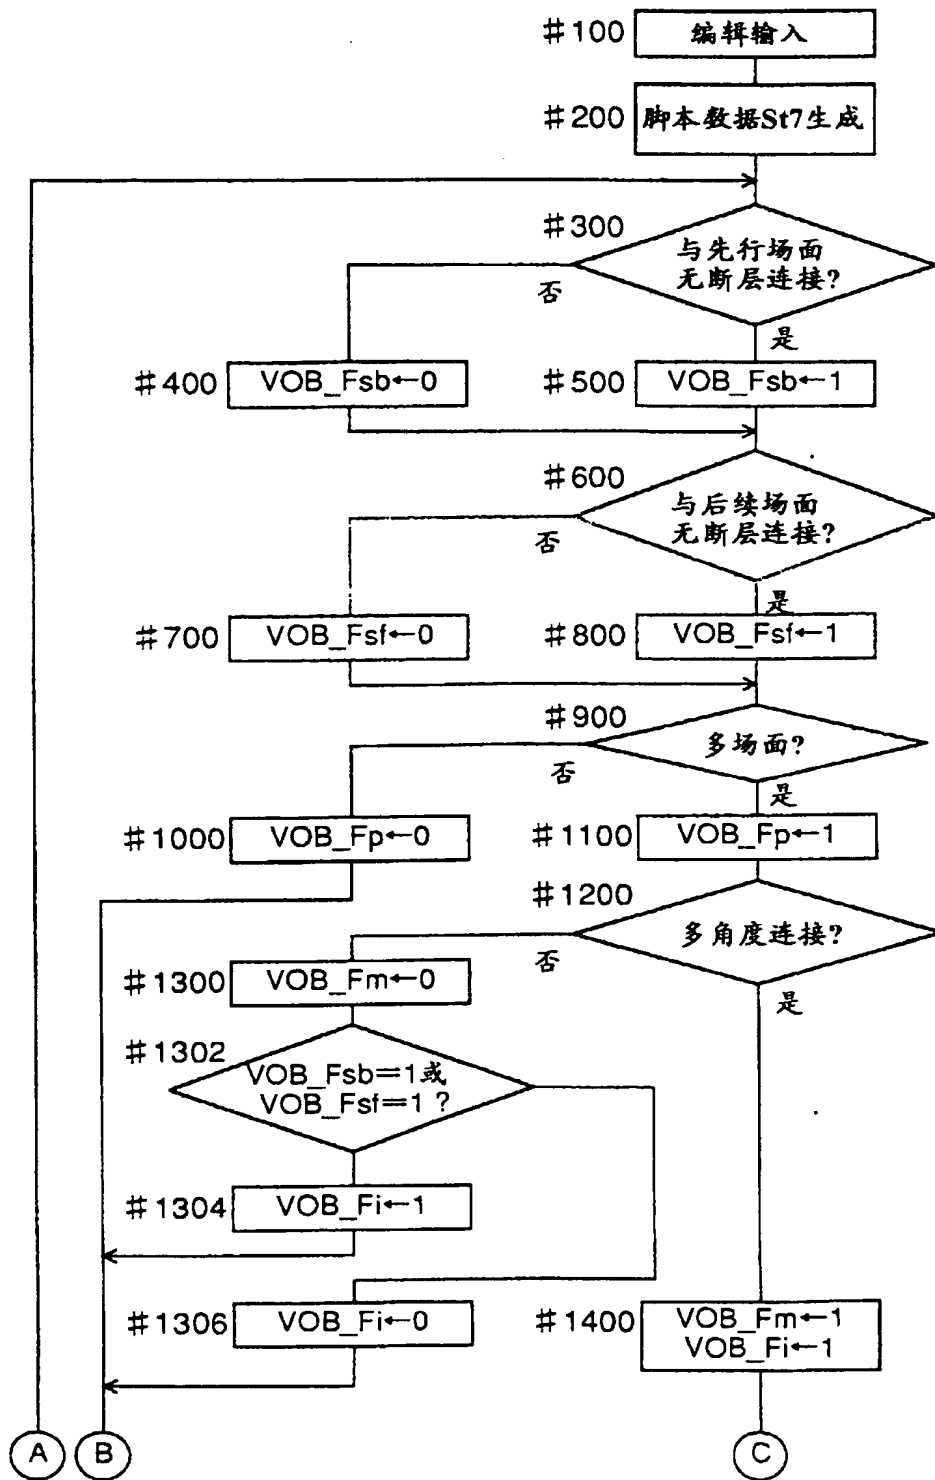 #100 编辑输入
#200 脚本数据St7生成
#300 与先行场面
无断层连接?
否
是
#400 VOB_Fsb←0
#500 VOB_Fsb←1
#600 与后续场面
无断层连接?
否
是
#700 VOB_Fsf←0
#800 VOB_Fsf←1
#900 多场面?
否
是
#1000 VOB_Fp←0
#1100 VOB_Fp←1
#1200 多角度连接?
否
是
#1300 VOB_Fm←0
#1302 VOB_Fsb=1或
VOB_Fsf=1?
#1304 VOB_Fi←1
#1306 VOB_Fi←0
#1400 VOB_Fm←1
VOB_Fi←1
A B C